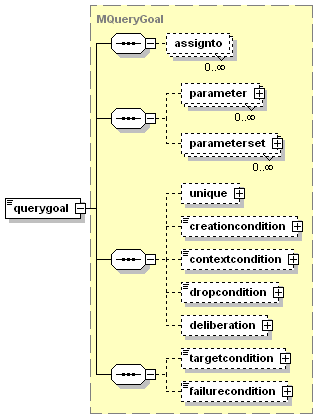 MQueryGoal
assignto
0..∞
parameter
0..∞
parameterset
0..∞
querygoal
unique
creationcondition
contextcondition
dropcondition
deliberation
targetcondition
failurecondition